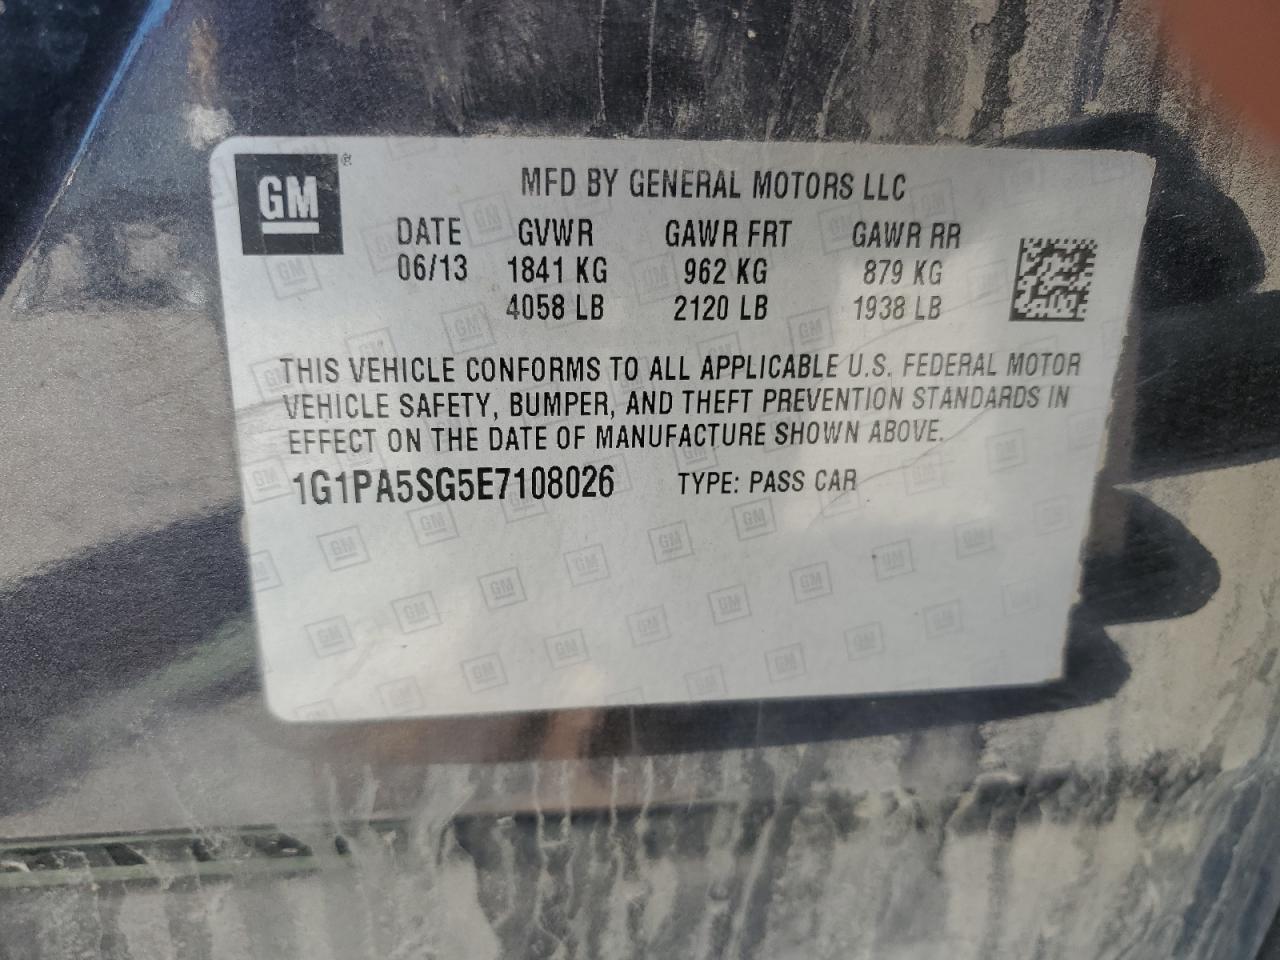 GM
MFD BY GENERAL MOTORS LLC
DATE GVWR GAWR FRT GAWR RR
06/13 1841 KG 962 KG 879 KG
4058 LB 2120 LB 1938 LB
THIS VEHICLE CONFORMS TO ALL APPLICABLE U.S. FEDERAL MOTOR
VEHICLE SAFETY, BUMPER, AND THEFT PREVENTION STANDARDS IN
EFFECT ON THE DATE OF MANUFACTURE SHOWN ABOVE.
1G1PA5SG5E7108026 TYPE: PASS CAR